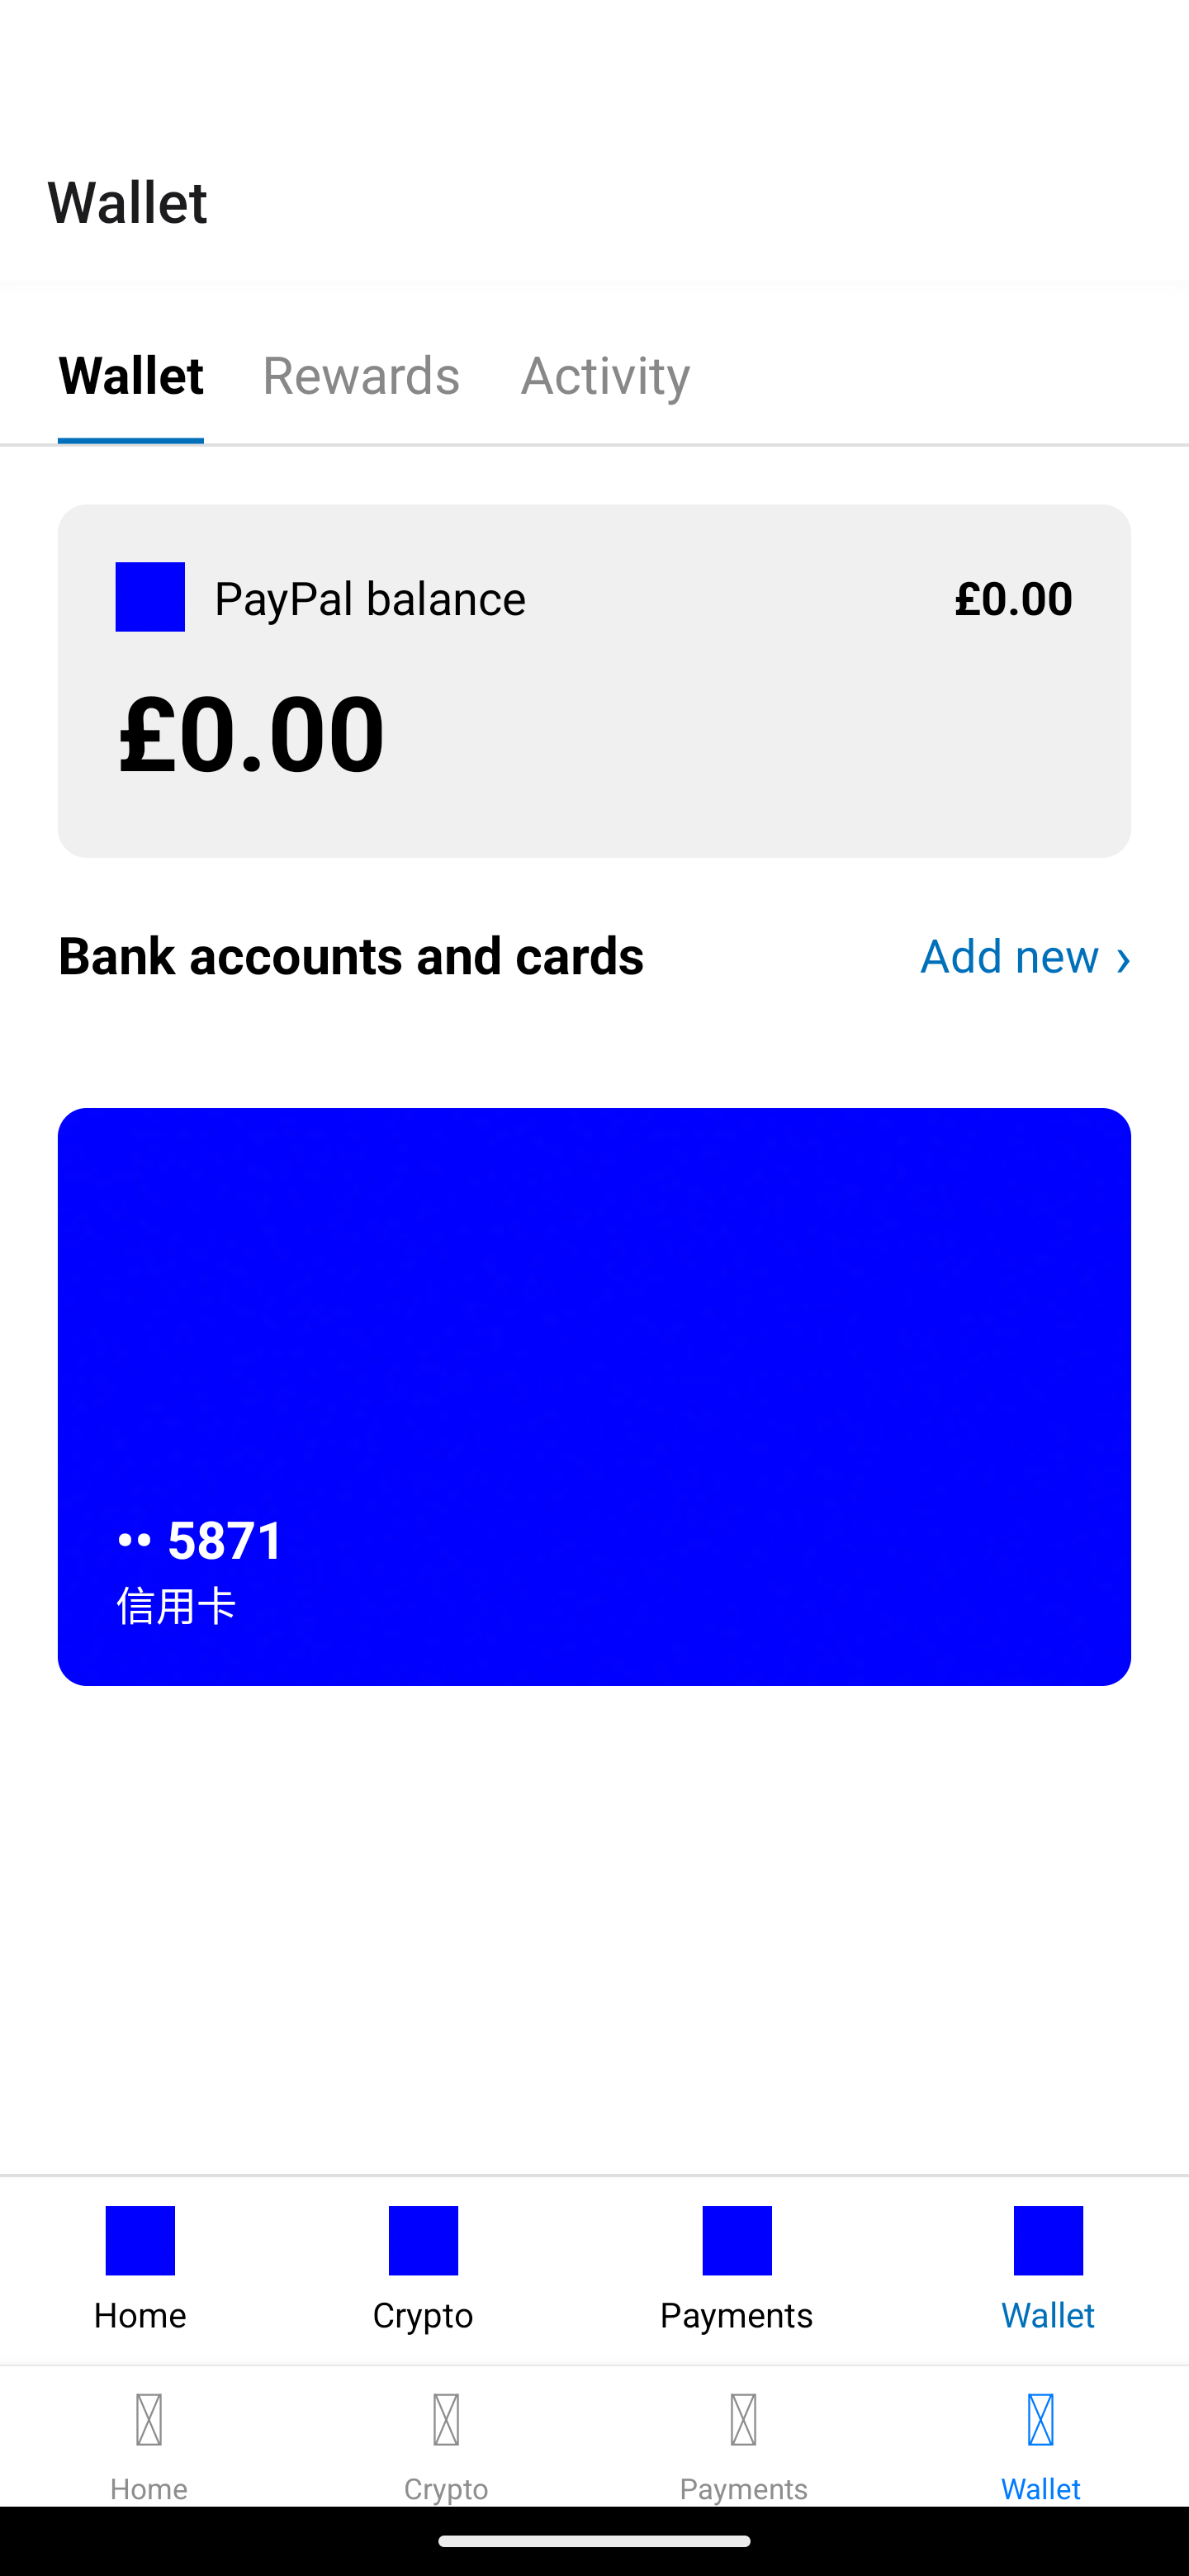 Wallet
Wallet Rewards Activity
PayPal balance £0.00
£0.00
Bank accounts and cards Add new ›
•• 5871
信用卡
Home Crypto Payments Wallet
Home Crypto Payments Wallet